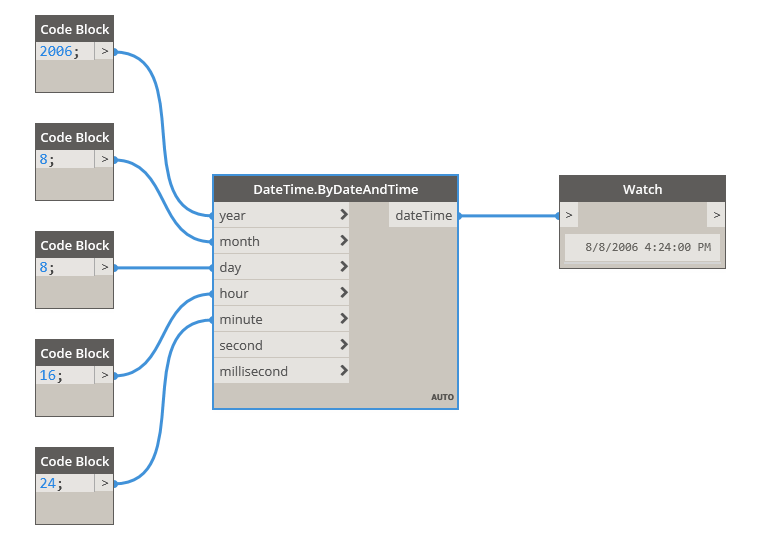 Code Block
2006; >
Code Block
8; >
Code Block
8; >
Code Block
16; >
Code Block
24; >
DateTime.ByDateAndTime
year
month
day
hour
minute
second
millisecond
dateTime
AUTO
Watch
> >
8/8/2006 4:24:00 PM